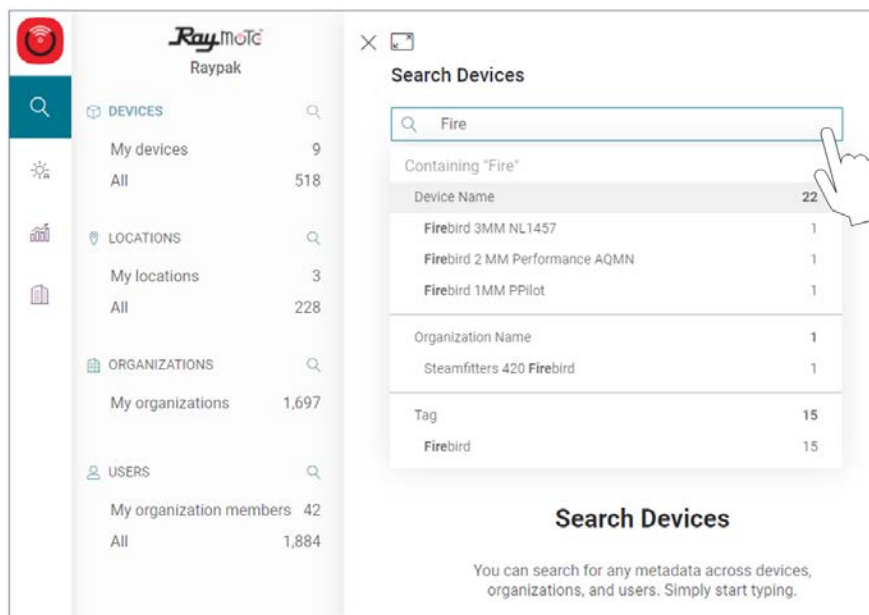 RaymoTe
Raypak
DEVICES
My devices 9
All 518
LOCATIONS
My locations 3
All 228
ORGANIZATIONS
My organizations 1,697
USERS
My organization members 42
All 1,884
Search Devices
Fire
Containing "Fire"
Device Name 22
Firebird 3MM NL1457 1
Firebird 2 MM Performance AQMN 1
Firebird 1MM PPilot 1
Organization Name 1
Steamfitters 420 Firebird 1
Tag 15
Firebird 15
Search Devices
You can search for any metadata across devices,
organizations, and users. Simply start typing.